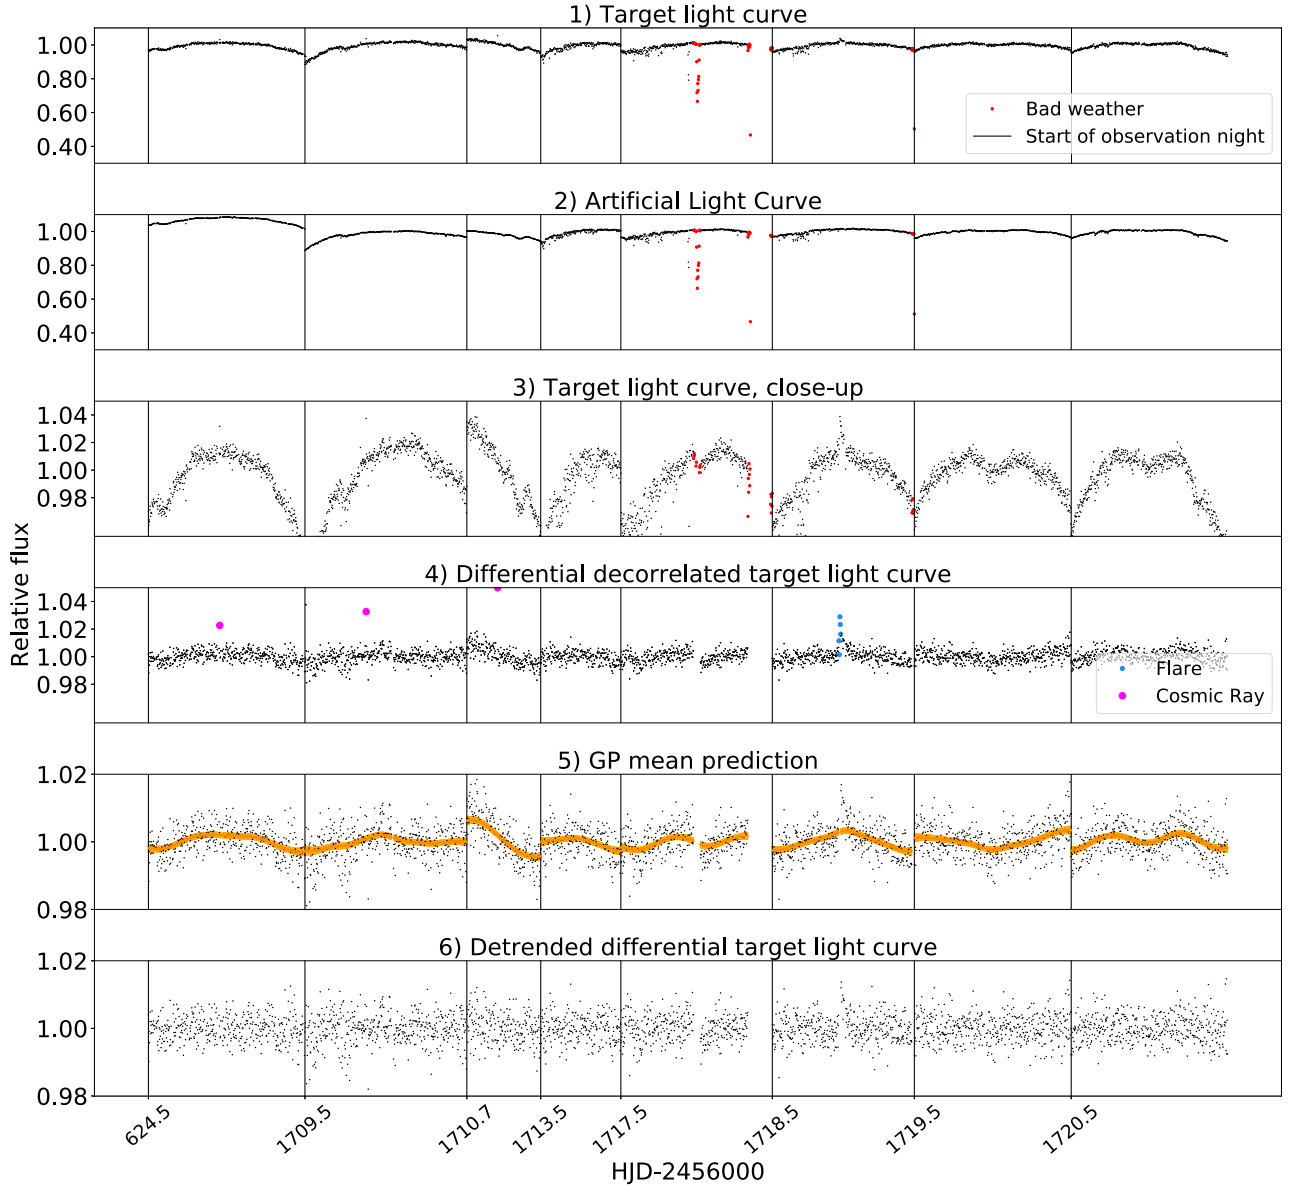 1) Target light curve
1.00
0.80
0.60
0.40
Bad weather
Start of observation night
2) Artificial Light Curve
1.00
0.80
0.60
0.40
3) Target light curve, close-up
1.04
1.02
1.00
0.98
Relative flux
4) Differential decorrelated target light curve
1.04
1.02
1.00
0.98
Flare
Cosmic Ray
5) GP mean prediction
1.02
1.00
0.98
6) Detrended differential target light curve
1.02
1.00
0.98
624.5
1709.5
1710.7
1713.5
1717.5
1718.5
1719.5
1720.5
HJD-2456000